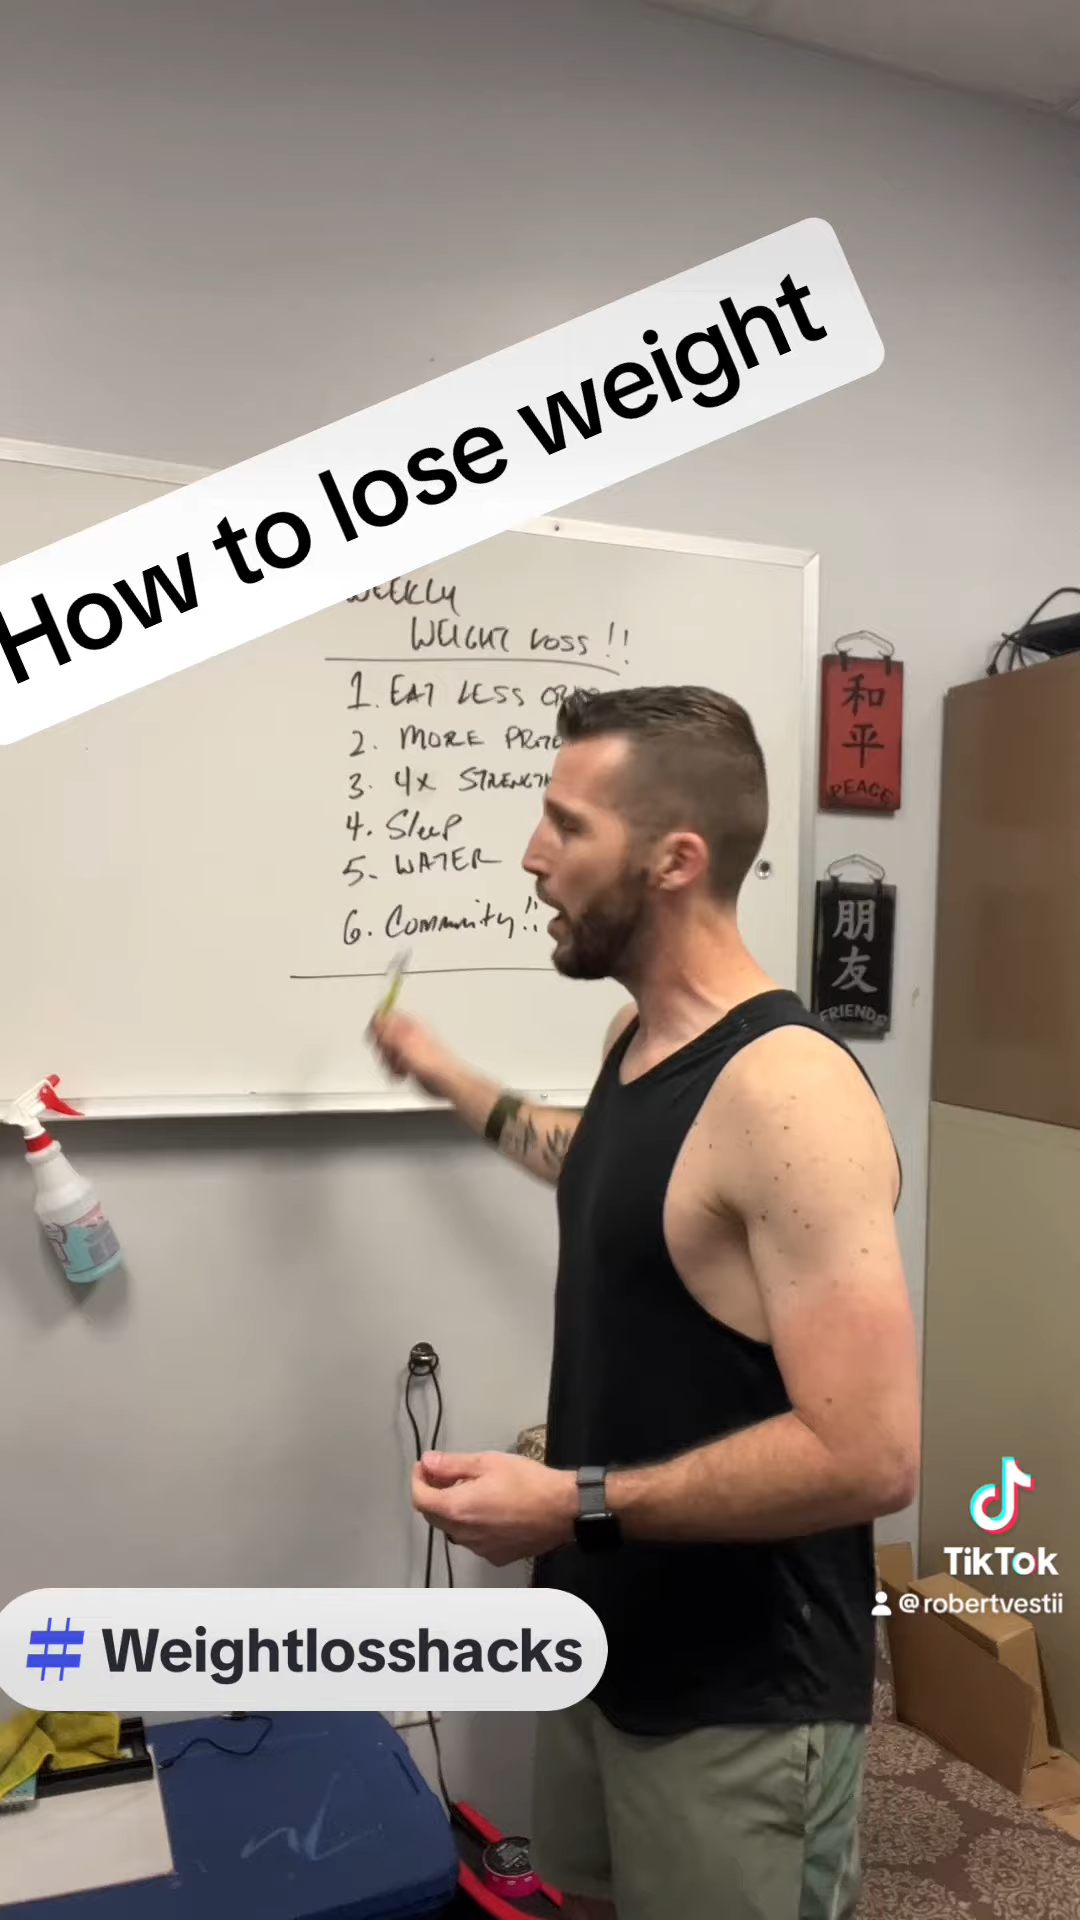 How to lose weight
WEEKLY
WEIGHT LOSS!!
1. EAT LESS
2. MORE
3. 4X
4. Sleep
5. WATER
6. Community!!
和
平
PEACE
朋
友
FRIENDS
TikTok
@robertvestii
# Weightlosshacks